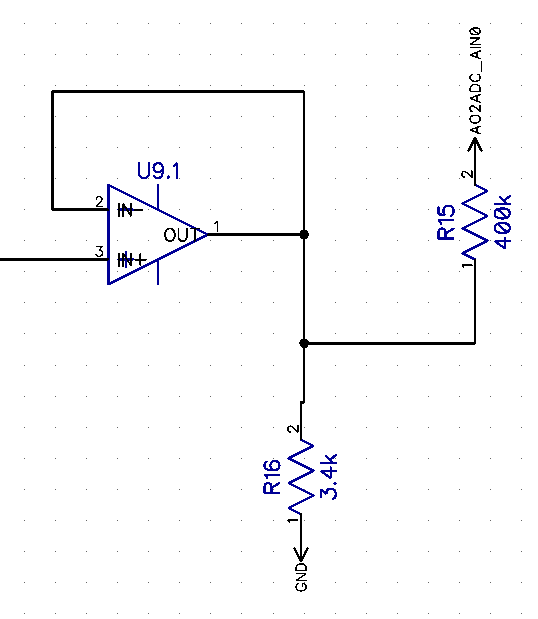 AO2ADC_AIN0
U9.1
2
IN-
OUT
1
3
IN+
2
R15
400k
1
2
R16
3.4k
1
GND